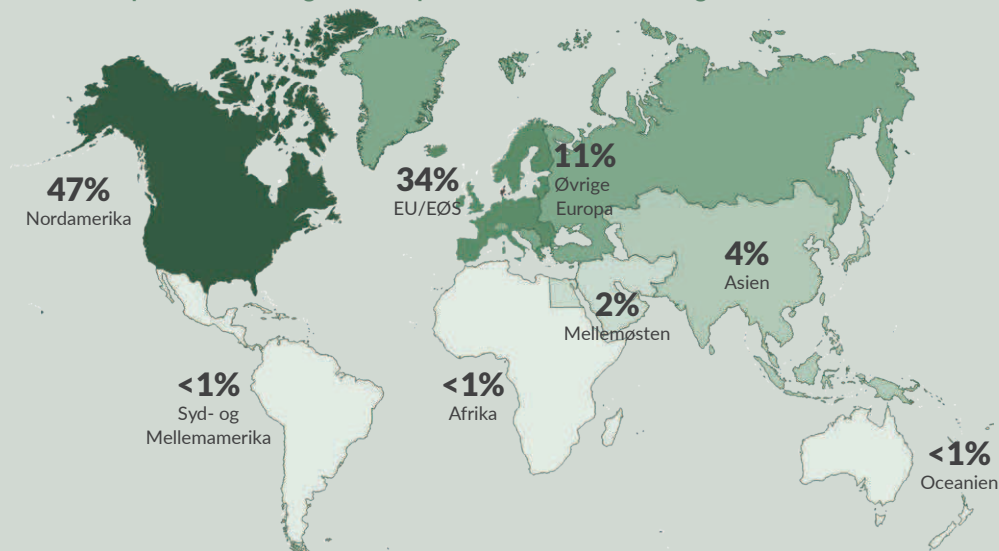 47%
Nordamerika
34%
EU/EØS
11%
Øvrige
Europa
4%
Asien
2%
Mellemøsten
<1%
Syd- og
Mellemamerika
<1%
Afrika
<1%
Oceanien